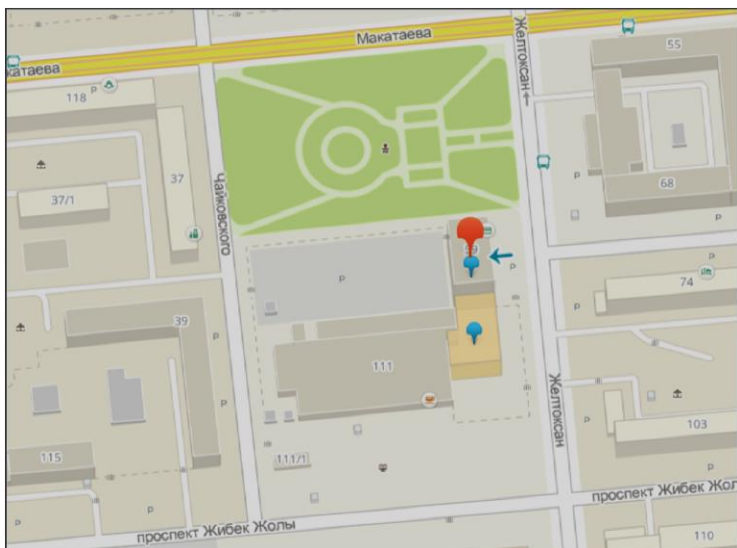 Макатаева
Желтоксан
55
катаева
118
P
37
37/1
68
P
P
Чайковского
P
P
P
74
P
39
P
111
P
P
Желтоксан
103
115
111/1
P
P
P
проспект Жибек Жол
проспект Жибек Жолы
110
P